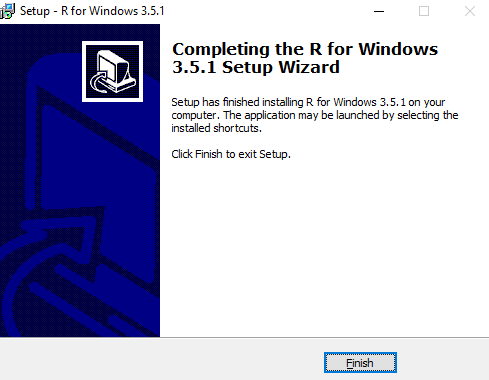 Setup - R for Windows 3.5.1
Completing the R for Windows
3.5.1 Setup Wizard
Setup has finished installing R for Windows 3.5.1 on your
computer. The application may be launched by selecting the
installed shortcuts.
Click Finish to exit Setup.
Finish